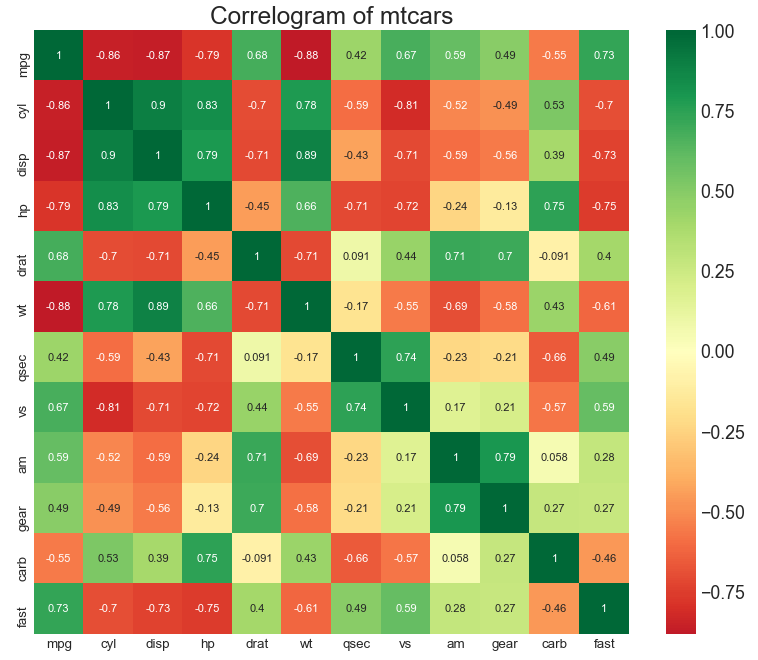 Correlogram of mtcars
mpg 1 -0.86 -0.87 -0.79 0.68 -0.88 0.42 0.67 0.59 0.49 -0.55 0.73
cyl -0.86 1 0.9 0.83 -0.7 0.78 -0.59 -0.81 -0.52 -0.49 0.53 -0.7
disp -0.87 0.9 1 0.79 -0.71 0.89 -0.43 -0.71 -0.59 -0.56 0.39 -0.73
hp -0.79 0.83 0.79 1 -0.45 0.66 -0.71 -0.72 -0.24 -0.13 0.75 -0.75
drat 0.68 -0.7 -0.71 -0.45 1 -0.71 0.091 0.44 0.71 0.7 -0.091 0.4
wt -0.88 0.78 0.89 0.66 -0.71 1 -0.17 -0.55 -0.69 -0.58 0.43 -0.61
qsec 0.42 -0.59 -0.43 -0.71 0.091 -0.17 1 0.74 -0.23 -0.21 -0.66 0.49
vs 0.67 -0.81 -0.71 -0.72 0.44 -0.55 0.74 1 0.17 0.21 -0.57 0.59
am 0.59 -0.52 -0.59 -0.24 0.71 -0.69 -0.23 0.17 1 0.79 0.058 0.28
gear 0.49 -0.49 -0.56 -0.13 0.7 -0.58 -0.21 0.21 0.79 1 0.27 0.27
carb -0.55 0.53 0.39 0.75 -0.091 0.43 -0.66 -0.57 0.058 0.27 1 -0.46
fast 0.73 -0.7 -0.73 -0.75 0.4 -0.61 0.49 0.59 0.28 0.27 -0.46 1
mpg cyl disp hp drat wt qsec vs am gear carb fast
1.00
0.75
0.50
0.25
0.00
−0.25
−0.50
−0.75